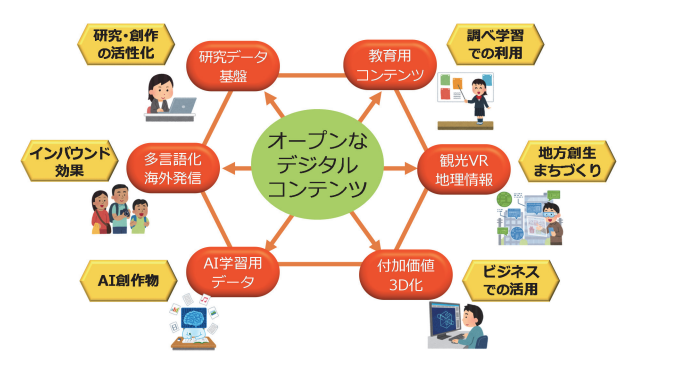 研究・創作
の活性化
研究データ
基盤
教育用
コンテンツ
調べ学習
での利用
インバウンド
効果
多言語化
海外発信
オープンな
デジタル
コンテンツ
観光VR
地理情報
地方創生
まちづくり
AI創作物
AI学習用
データ
付加価値
3D化
ビジネス
での活用